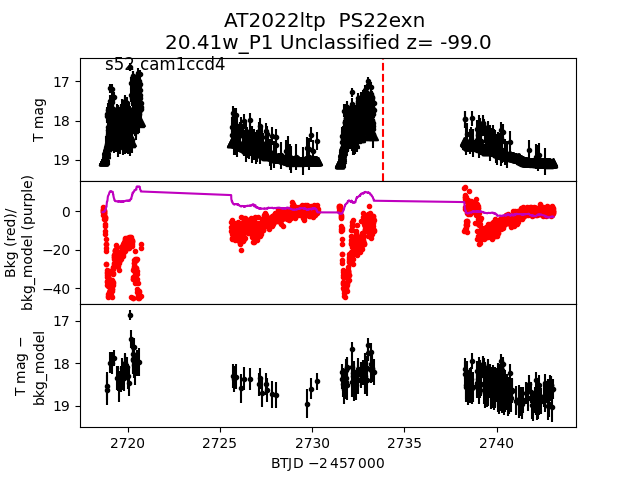 AT2022ltp  PS22exn
20.41w_P1 Unclassified z= -99.0
s52 cam1ccd4
17
18
19
T mag
0
−20
−40
Bkg (red)/
bkg_model (purple)
17
18
19
T mag −
bkg_model
2720
2725
2730
2735
2740
BTJD −2 457 000